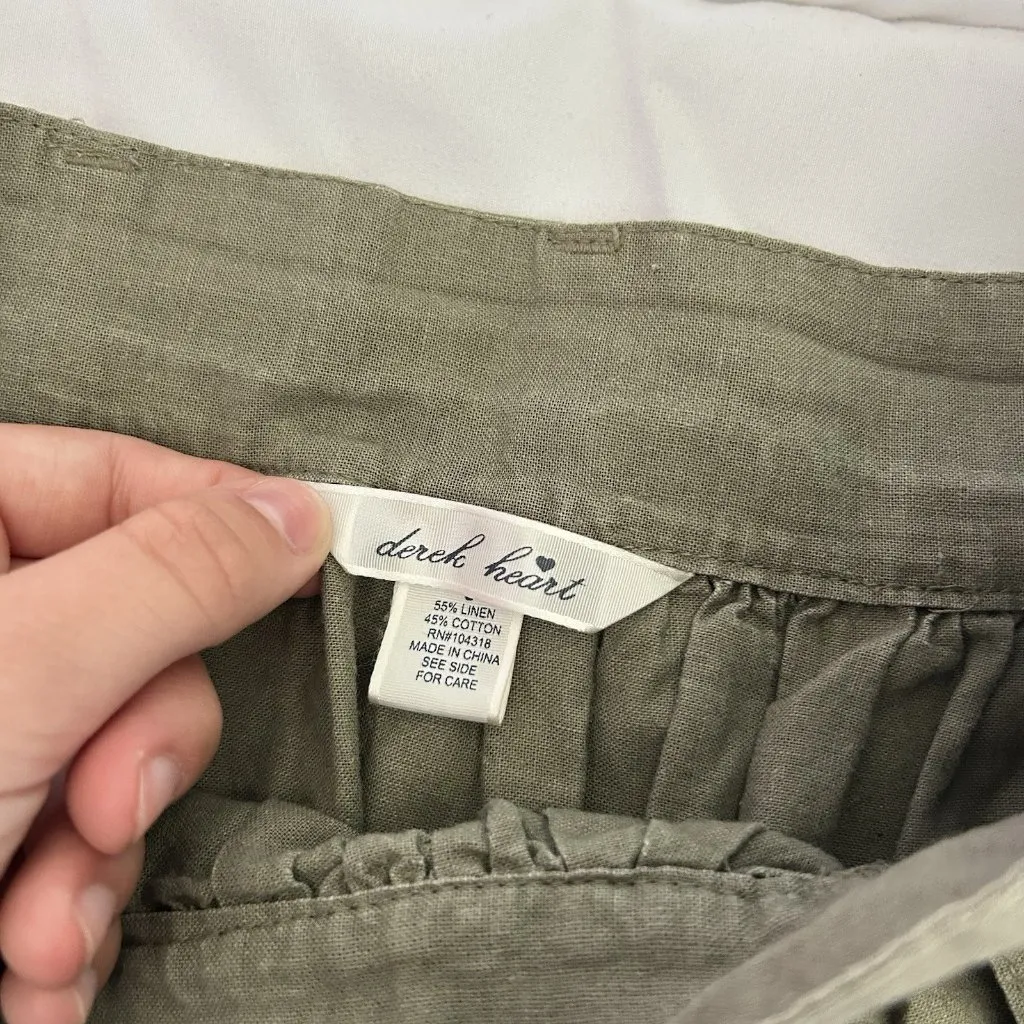 derek heart
55% LINEN
45% COTTON
RN#104318
MADE IN CHINA
SEE SIDE
FOR CARE